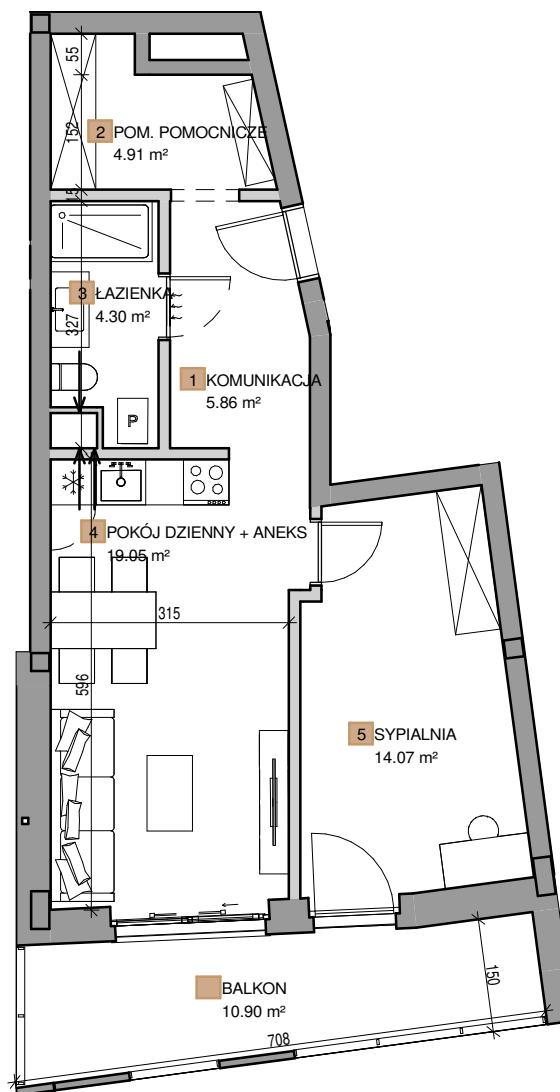 55
2 POM. POMOCNICZE
4.91 m²
152
15
3 ŁAZIENKA
4.30 m²
327
1 KOMUNIKACJA
5.86 m²
P
4 POKÓJ DZIENNY + ANEKS
19.05 m²
315
596
5 SYPIALNIA
14.07 m²
BALKON
10.90 m²
150
708